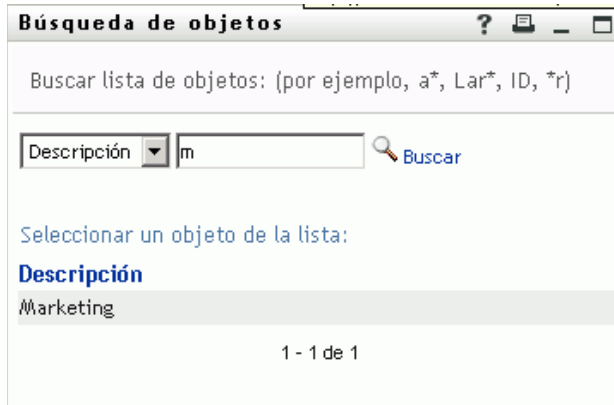 Búsqueda de objetos ?
Buscar lista de objetos: (por ejemplo, a*, Lar*, ID, *r)
Descripción m Buscar
Seleccionar un objeto de la lista:
Descripción
Marketing
1 - 1 de 1